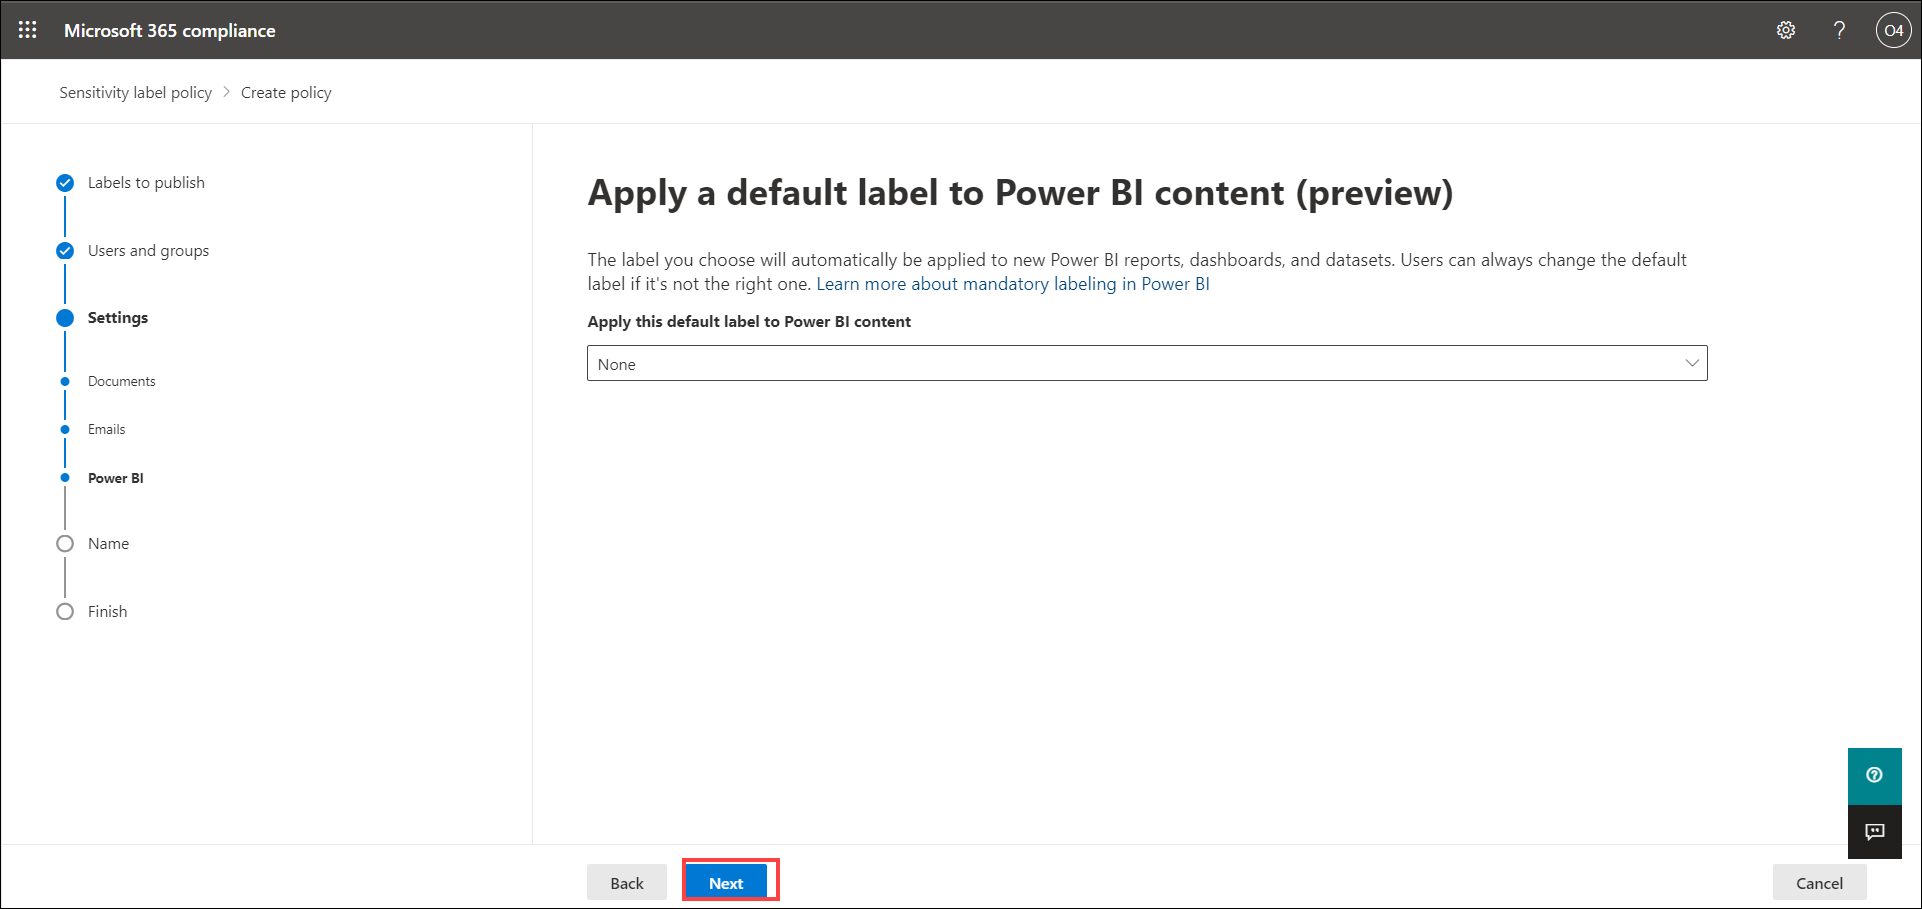 Microsoft 365 compliance
?
O4
Sensitivity label policy > Create policy
Labels to publish
Users and groups
Settings
Documents
Emails
Power BI
Name
Finish
Apply a default label to Power BI content (preview)
The label you choose will automatically be applied to new Power BI reports, dashboards, and datasets. Users can always change the default
label if it's not the right one. Learn more about mandatory labeling in Power BI
Apply this default label to Power BI content
None
Back
Next
Cancel